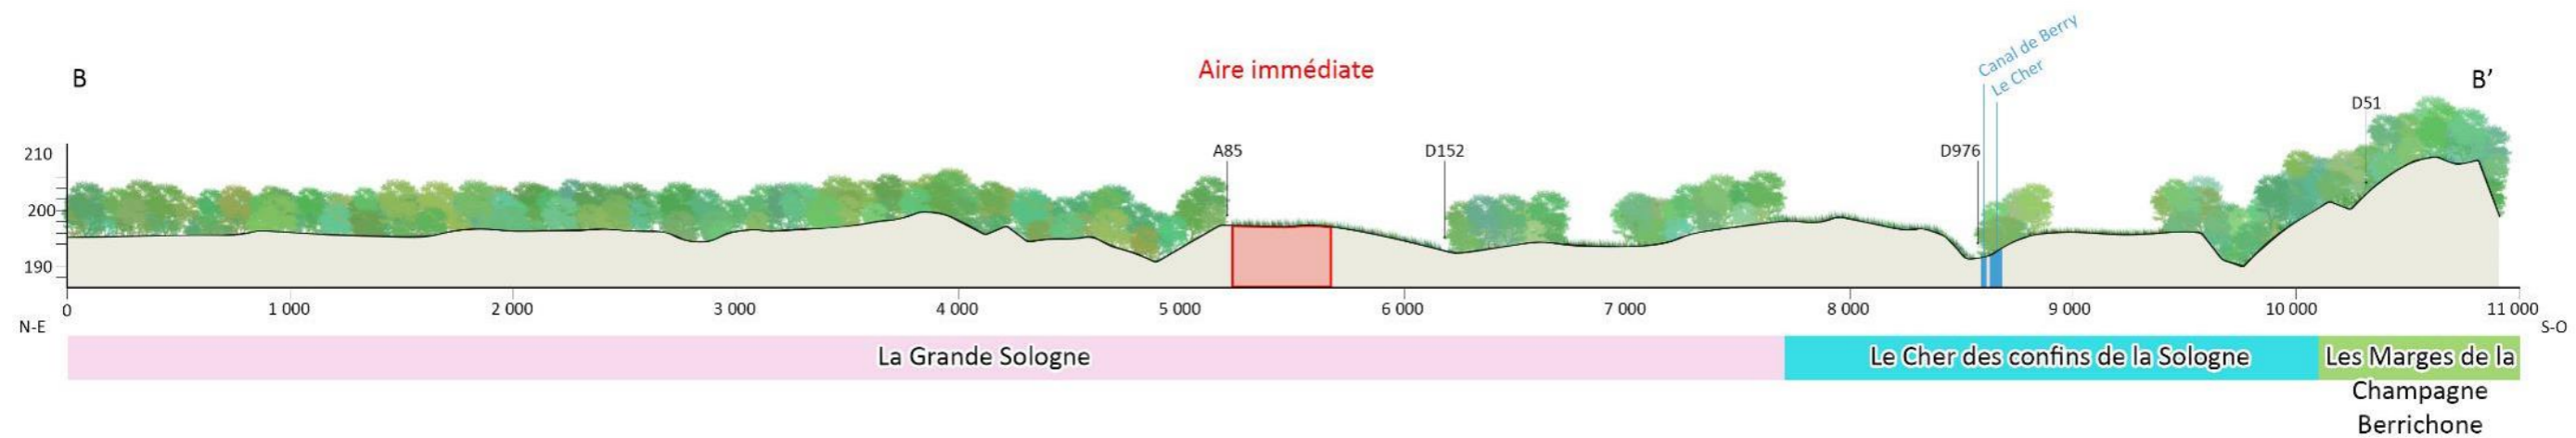 Canal de Berry
Le Cher
Aire immédiate
B
B'
D51
A85
D152
D976
210
200
190
0
1 000
2 000
3 000
4 000
5 000
6 000
7 000
8 000
9 000
10 000
11 000
N-E
S-O
La Grande Sologne
Le Cher des confins de la Sologne
Les Marges de la
Champagne
Berrichone